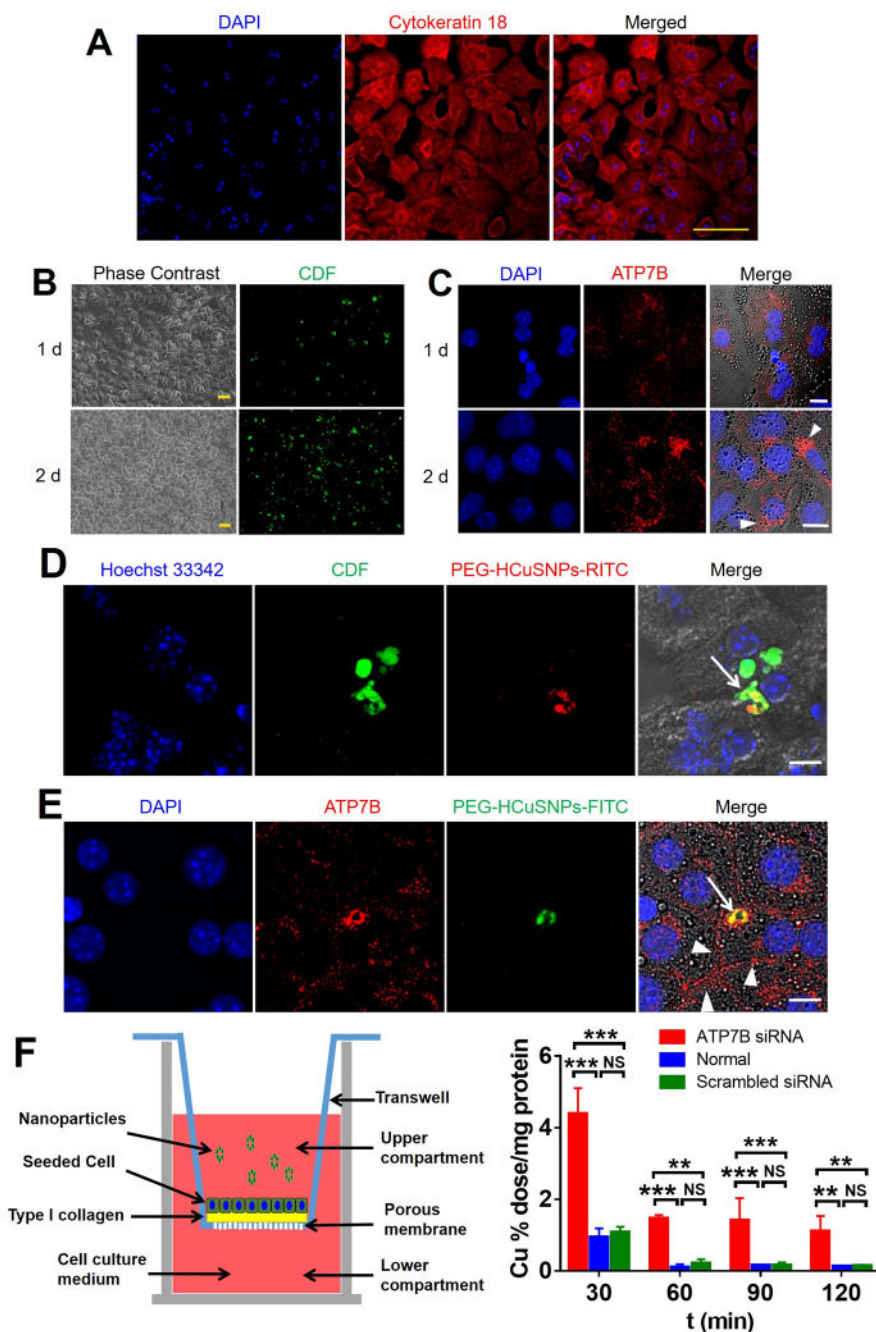 A
DAPI
Cytokeratin 18
Merged
B
Phase Contrast
CDF
1 d
2 d
C
DAPI
ATP7B
Merge
1 d
2 d
D
Hoechst 33342
CDF
PEG-HCuSNPs-RITC
Merge
E
DAPI
ATP7B
PEG-HCuSNPs-FITC
Merge
F
Nanoparticles
Seeded Cell
Type I collagen
Cell culture
medium
Transwell
Upper
compartment
Porous
membrane
Lower
compartment
Cu % dose/mg protein
6
4
2
0
ATP7B siRNA
Normal
Scrambled siRNA
***
*** NS
**
*** NS
***
*** NS
**
** NS
30 60 90 120
t (min)